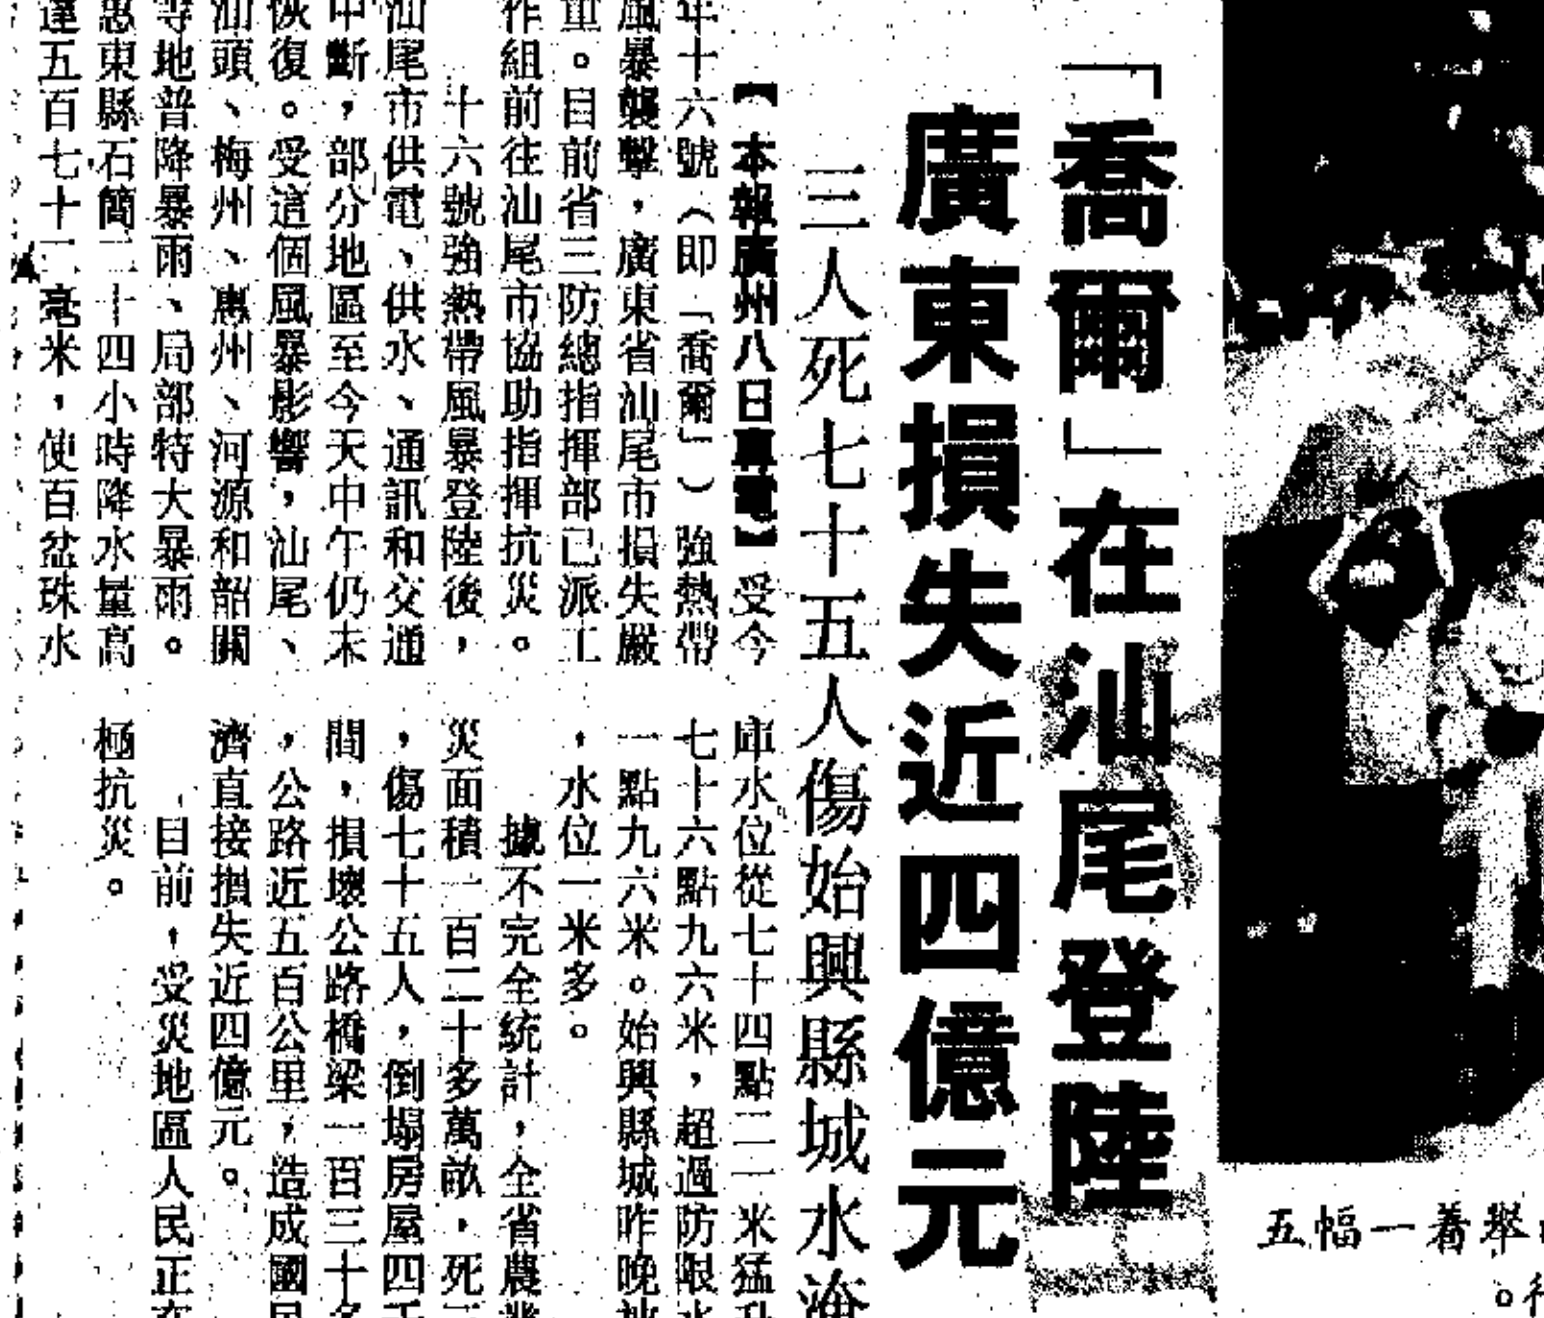 舉着一幅五
行。
「喬爾」在汕尾登陸
廣東損失近四億元
三人死七十五人傷始興縣城水淹
【本報廣州八日專電】受今
年十六號（即「喬爾」）強熱帶
風暴襲擊，廣東省汕尾市損失嚴
重。目前省三防總指揮部已派工
作組前往汕尾市協助指揮抗災。
十六號強熱帶風暴登陸後，
汕尾市供電、供水、通訊和交通
中斷，部分地區至今天中午仍未
恢復。受這個風暴影響，汕尾、
汕頭、梅州、惠州、河源和韶關
等地普降暴雨、局部特大暴雨。
惠東縣石簡二十四小時降水量高
達五百七十二毫米，使百盆珠水
庫水位從七十四點二一米猛升
七十六點九六米，超過防限水
一點九六米。始興縣城昨晚被
，水位一米多。
據不完全統計，全省農業
災面積一百二十多萬畝，死三
，傷七十五人，倒塌房屋四千
間，損壞公路橋梁一百三十多
，公路近五百公里，造成國民
濟直接損失近四億元。
目前，受災地區人民正在
極抗災。